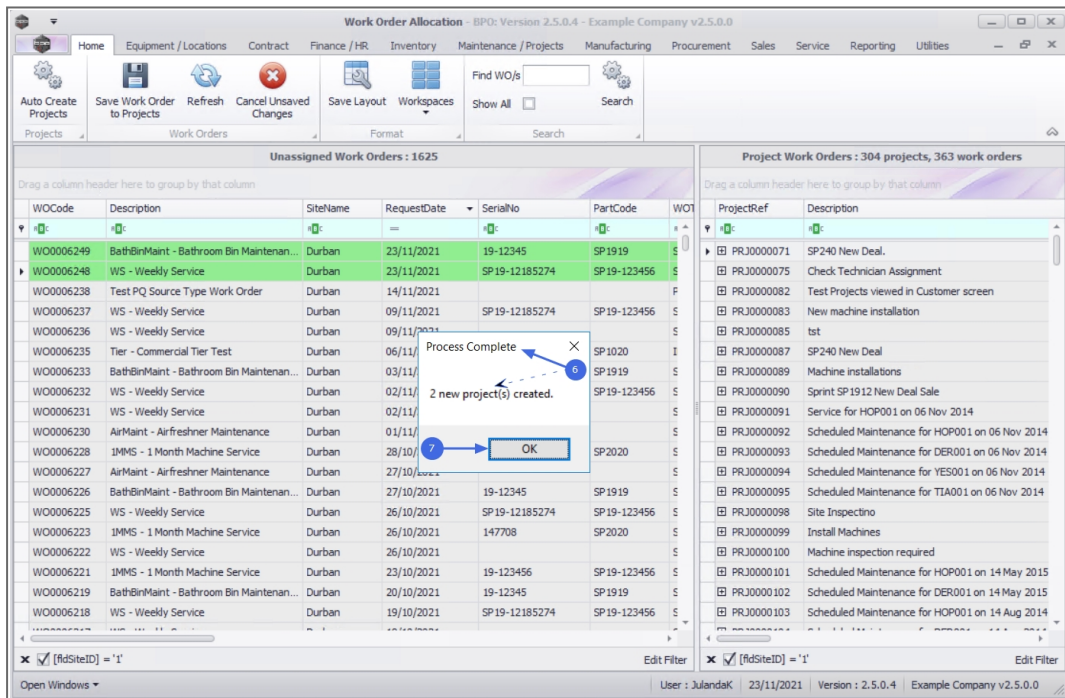 Work Order Allocation - BPO: Version 2.5.0.4 - Example Company v2.5.0.0
Home Equipment / Locations Contract Finance / HR Inventory Maintenance / Projects Manufacturing Procurement Sales Service Reporting Utilities
Auto Create Projects Save Work Order to Projects Refresh Cancel Unsaved Changes Save Layout Workspaces Find WO/s Show All Search
Projects Work Orders Format Search
Unassigned Work Orders : 1625 Project Work Orders : 304 projects, 363 work orders
Drag a column header here to group by that column Drag a column header here to group by that column
WOCode Description SiteName RequestDate SerialNo PartCode WOT ProjectRef Description
WO0006249 BathBinMaint - Bathroom Bin Maintenan... Durban 23/11/2021 19-12345 SP1919 S PRJ0000071 SP240 New Deal.
WO0006248 WS - Weekly Service Durban 23/11/2021 SP19-12185274 SP19-123456 S PRJ0000075 Check Technician Assignment
WO0006238 Test PQ Source Type Work Order Durban 14/11/2021 PRJ0000082 Test Projects viewed in Customer screen
WO0006237 WS - Weekly Service Durban 09/11/2021 SP19-12185274 SP19-123456 S PRJ0000083 New machine installation
WO0006236 WS - Weekly Service Durban 09/11/2021 S PRJ0000085 tst
WO0006235 Tier - Commercial Tier Test Durban 06/11/ SP1020 PRJ0000087 SP240 New Deal
WO0006233 BathBinMaint - Bathroom Bin Maintenan... Durban 03/11/ SP1919 S PRJ0000089 Machine installations
WO0006232 WS - Weekly Service Durban 02/11/ SP19-123456 S PRJ0000090 Sprint SP1912 New Deal Sale
WO0006231 WS - Weekly Service Durban 02/11/ S PRJ0000091 Service for HOP001 on 06 Nov 2014
WO0006230 AirMaint - Airfreshner Maintenance Durban 01/11/ S PRJ0000092 Scheduled Maintenance for HOP001 on 06 Nov 2014
WO0006228 1MMS - 1 Month Machine Service Durban 28/10/ SP2020 S PRJ0000093 Scheduled Maintenance for DER001 on 06 Nov 2014
WO0006227 AirMaint - Airfreshner Maintenance Durban 27/10/ S PRJ0000094 Scheduled Maintenance for YES001 on 06 Nov 2014
WO0006226 BathBinMaint - Bathroom Bin Maintenan... Durban 27/10/2021 19-12345 SP1919 S PRJ0000095 Scheduled Maintenance for TIA001 on 06 Nov 2014
WO0006225 WS - Weekly Service Durban 26/10/2021 SP19-12185274 SP19-123456 S PRJ0000098 Site Inspectino
WO0006223 1MMS - 1 Month Machine Service Durban 26/10/2021 147708 SP2020 S PRJ0000099 Install Machines
WO0006222 WS - Weekly Service Durban 26/10/2021 S PRJ0000100 Machine inspection required
WO0006221 1MMS - 1 Month Machine Service Durban 23/10/2021 19-123456 SP19-123456 S PRJ0000101 Scheduled Maintenance for HOP001 on 14 May 2015
WO0006219 BathBinMaint - Bathroom Bin Maintenan... Durban 20/10/2021 19-12345 SP1919 S PRJ0000102 Scheduled Maintenance for DER001 on 14 May 2015
WO0006218 WS - Weekly Service Durban 19/10/2021 SP19-12185274 SP19-123456 S PRJ0000103 Scheduled Maintenance for HOP001 on 14 Aug 2014
Process Complete
6
2 new project(s) created.
7 OK
[fldSiteID] = '1' Edit Filter [fldSiteID] = '1' Edit Filter
Open Windows User : JulandaK 23/11/2021 Version : 2.5.0.4 Example Company v2.5.0.0